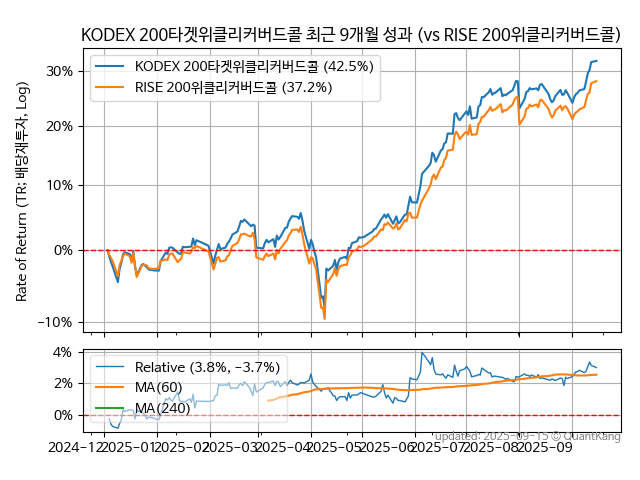 KODEX 200타겟위클리커버드콜 최근 9개월 성과 (vs RISE 200위클리커버드콜)
Rate of Return (TR: 배당재투자, Log)
30%
20%
10%
0%
−10%
KODEX 200타겟위클리커버드콜 (42.5%)
RISE 200위클리커버드콜 (37.2%)
4%
2%
0%
Relative (3.8%, -3.7%)
MA(60)
MA(240)
updated: 2025-09-15 © QuantKang
2024-12 2025-01 2025-02 2025-03 2025-04 2025-05 2025-06 2025-07 2025-08 2025-09